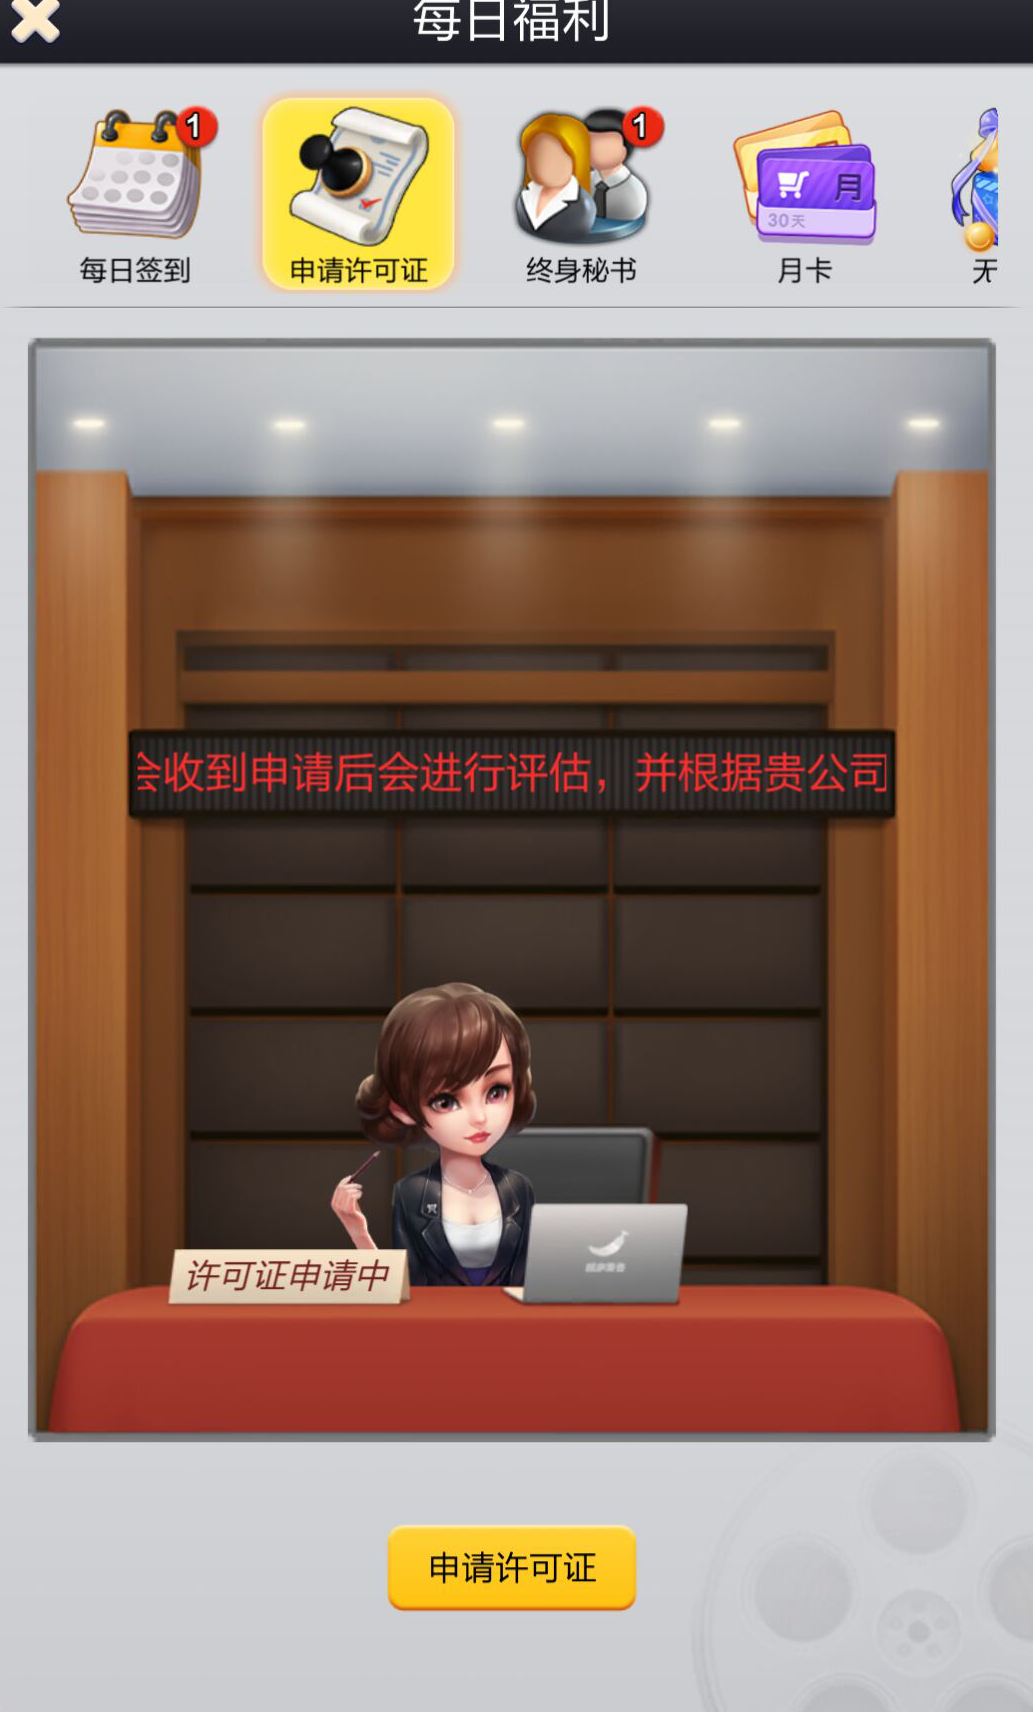 每日福利
1
1
月
30天
每日签到
申请许可证
终身秘书
月卡
无
会收到申请后会进行评估，并根据贵公司
许可证申请中
申请许可证